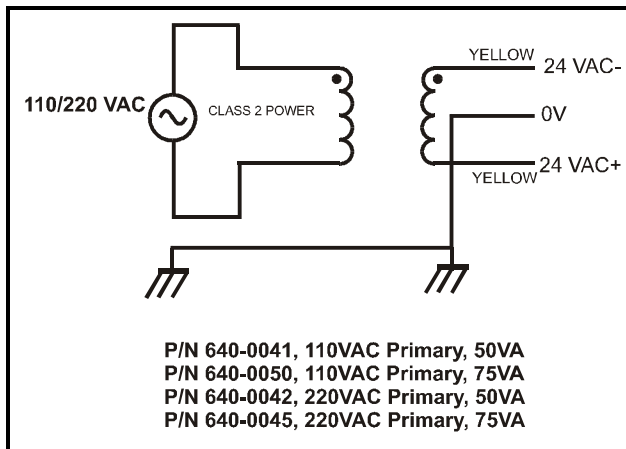 YELLOW
24 VAC-
110/220 VAC
CLASS 2 POWER
0V
24 VAC+
YELLOW
P/N 640-0041, 110VAC Primary, 50VA
P/N 640-0050, 110VAC Primary, 75VA
P/N 640-0042, 220VAC Primary, 50VA
P/N 640-0045, 220VAC Primary, 75VA